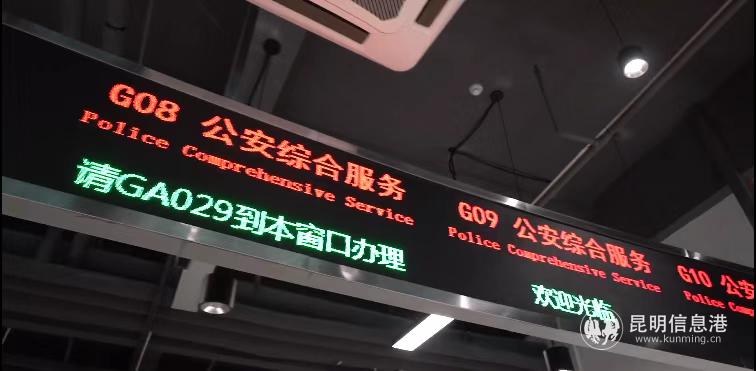 G08 公安综合服务
Police Comprehensive Service
请GA029到本窗口办理
G09 公安综合服务
Police Comprehensive Service
欢迎光临
G10 公安
Police Com
昆明信息港
www.kunming.cn